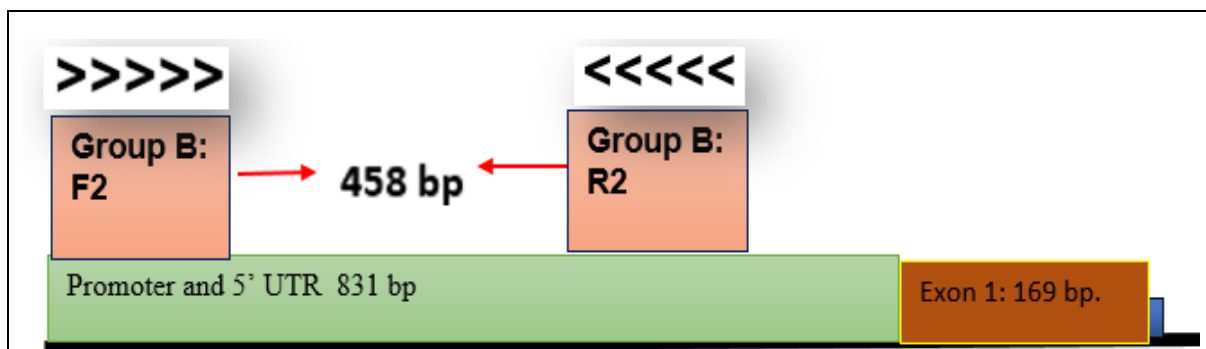 >>>>>
<<<<<
Group B:
F2
458 bp
Group B:
R2
Promoter and 5’ UTR 831 bp
Exon 1: 169 bp.